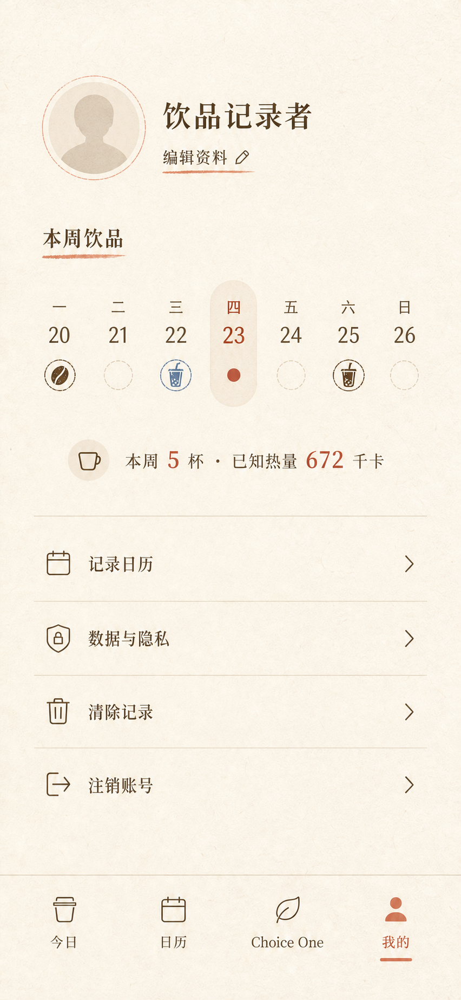 饮品记录者
编辑资料
本周饮品
一 二 三 四 五 六 日
20 21 22 23 24 25 26
本周 5 杯 · 已知热量 672 千卡
记录日历
数据与隐私
清除记录
注销账号
今日 日历 Choice One 我的